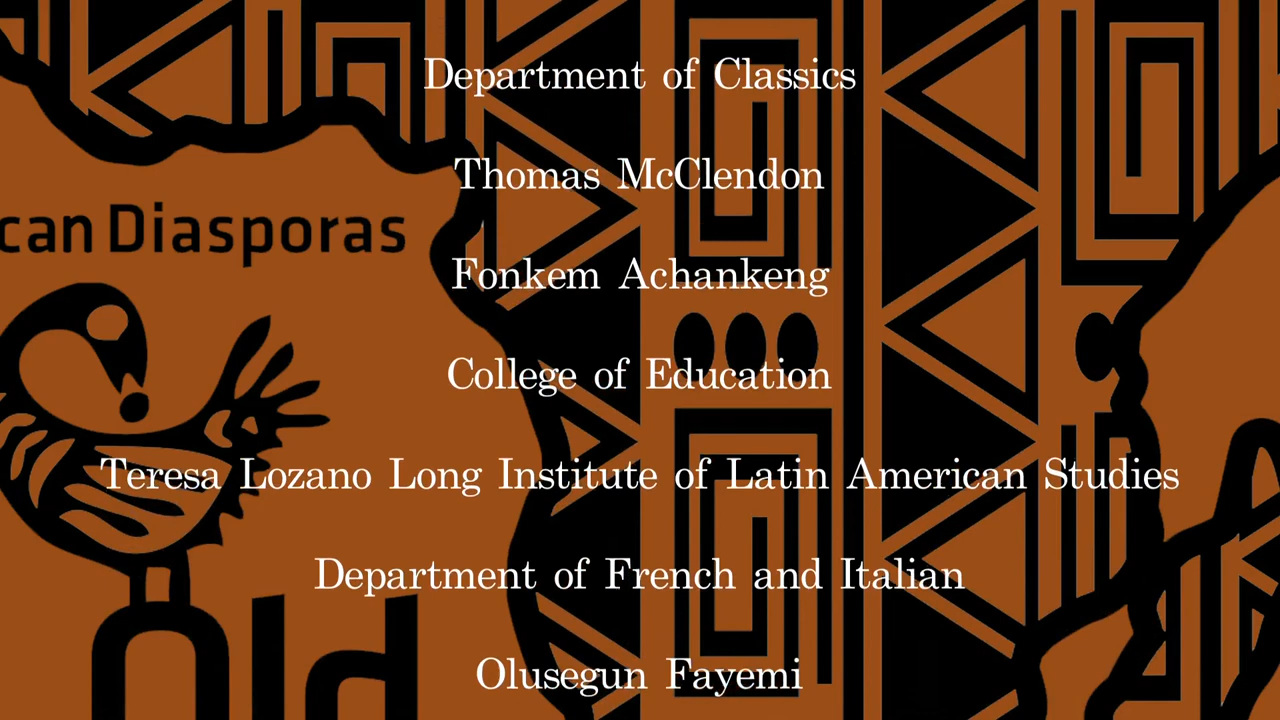 Department of Classics
Thomas McClendon
can Diasporas
Fonkem Achankeng
College of Education
Teresa Lozano Long Institute of Latin American Studies
Department of French and Italian
Old
Olusegun Fayemi